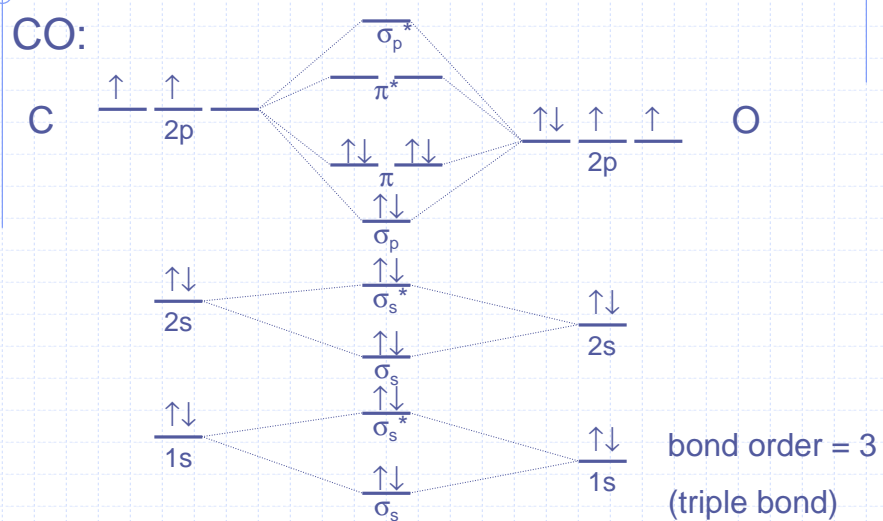 CO:
σp*
↑ ↑
π*
C
2p
↑↓ ↑ ↑
O
2p
↑↓ ↑↓
π
↑↓
σp
↑↓
2s
↑↓
σs*
↑↓
2s
↑↓
σs
↑↓
1s
↑↓
σs*
↑↓
1s
↑↓
σs
bond order = 3
(triple bond)